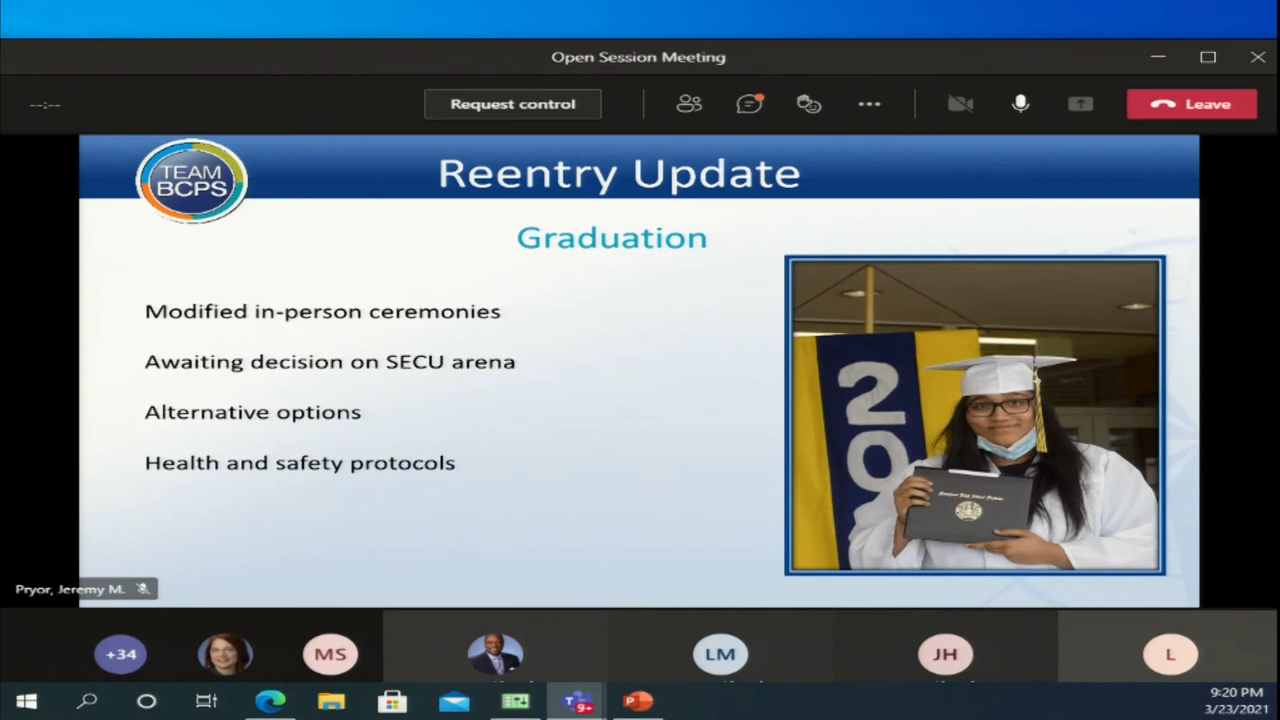 Open Session Meeting
--:--
Request control
Leave
TEAM
BCPS
Reentry Update
Graduation
Modified in-person ceremonies
Awaiting decision on SECU arena
Alternative options
Health and safety protocols
Pryor, Jeremy M.
+34
MS
LM
JH
L
9+
9:20 PM
3/23/2021